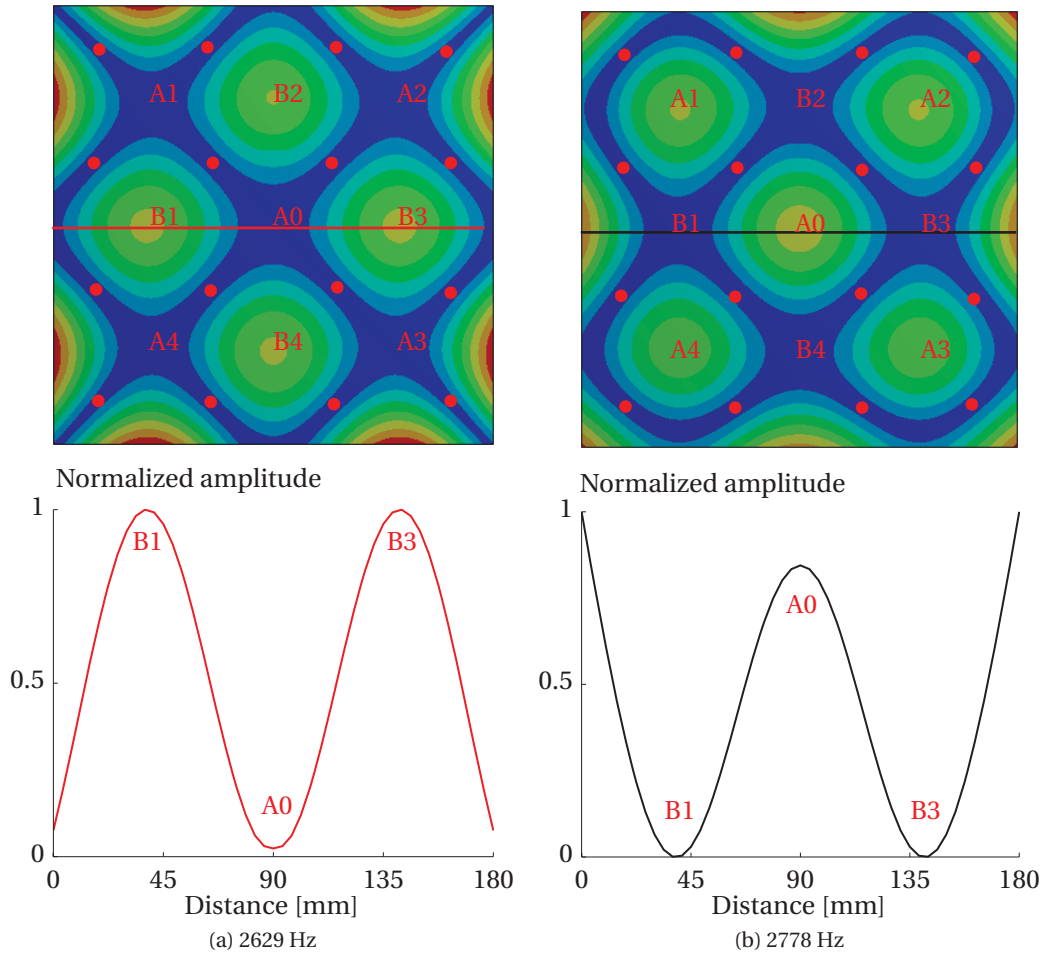 A1 B2 A2
B1 A0 B3
A4 B4 A3
A1 B2 A2
B1 A0 B3
A4 B4 A3
Normalized amplitude
1
B1
B3
0.5
A0
0
0 45 90 135 180
Distance [mm]
(a) 2629 Hz
Normalized amplitude
1
A0
0.5
B1
B3
0
0 45 90 135 180
Distance [mm]
(b) 2778 Hz